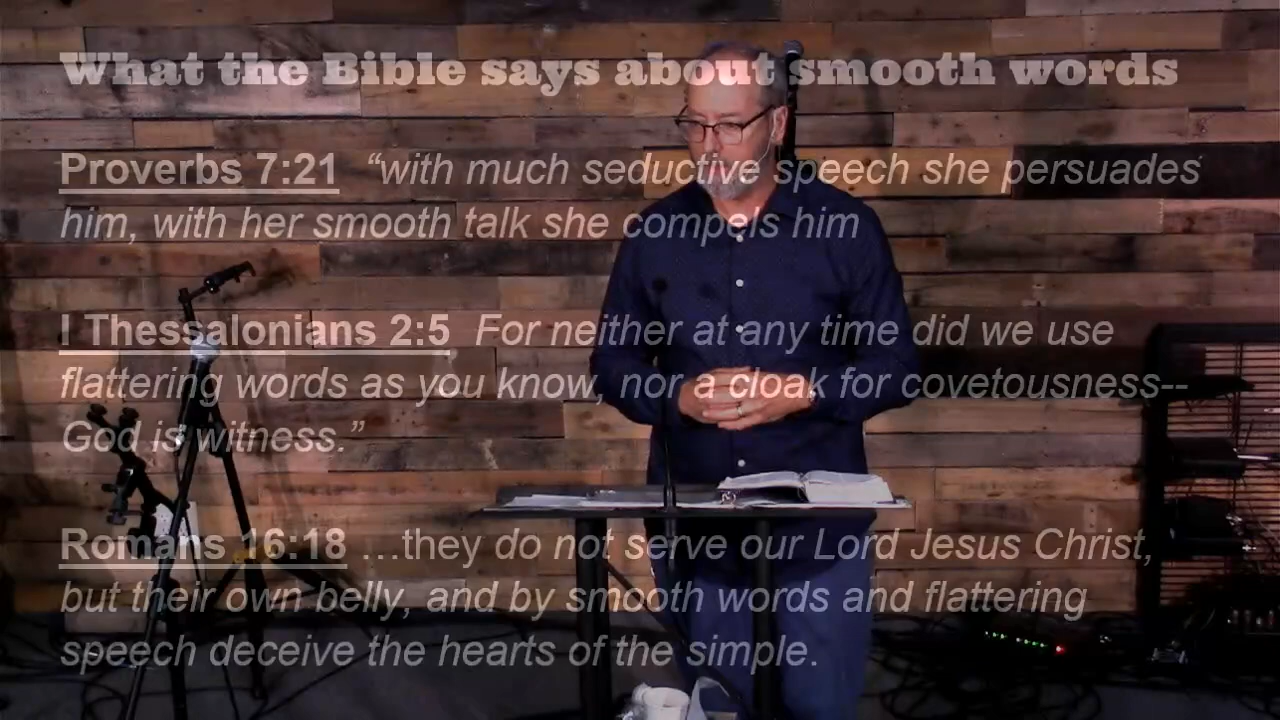 What the Bible says about smooth words
Proverbs 7:21 “with much seductive speech she persuades
him, with her smooth talk she compels him
I Thessalonians 2:5 For neither at any time did we use
flattering words as you know, nor a cloak for covetousness--
God is witness.”
Romans 16:18 …they do not serve our Lord Jesus Christ,
but their own belly, and by smooth words and flattering
speech deceive the hearts of the simple.